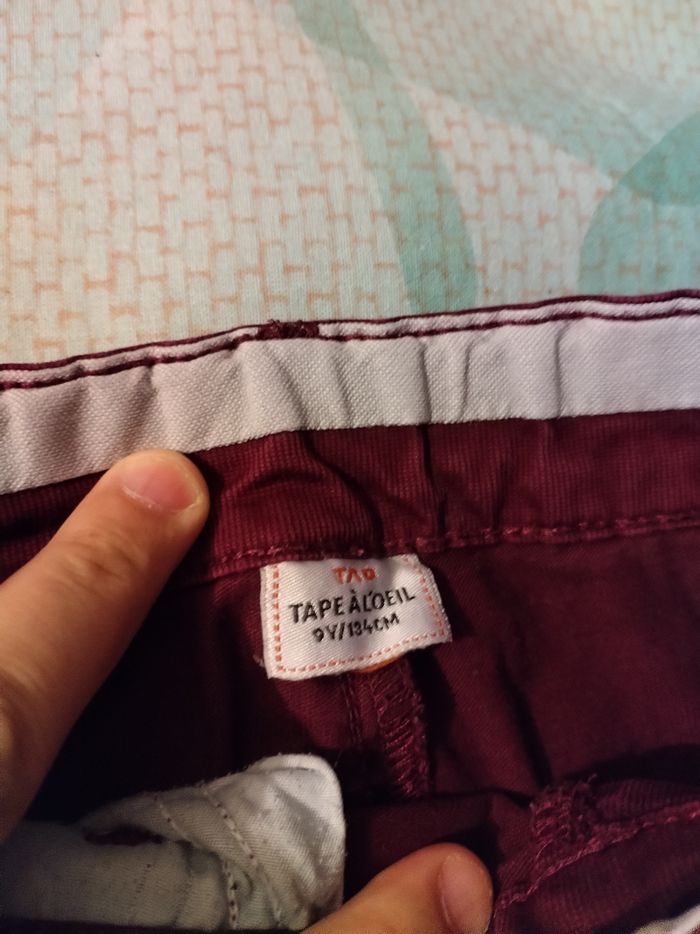 TAO
TAPE À L'OEIL
9Y/134CM